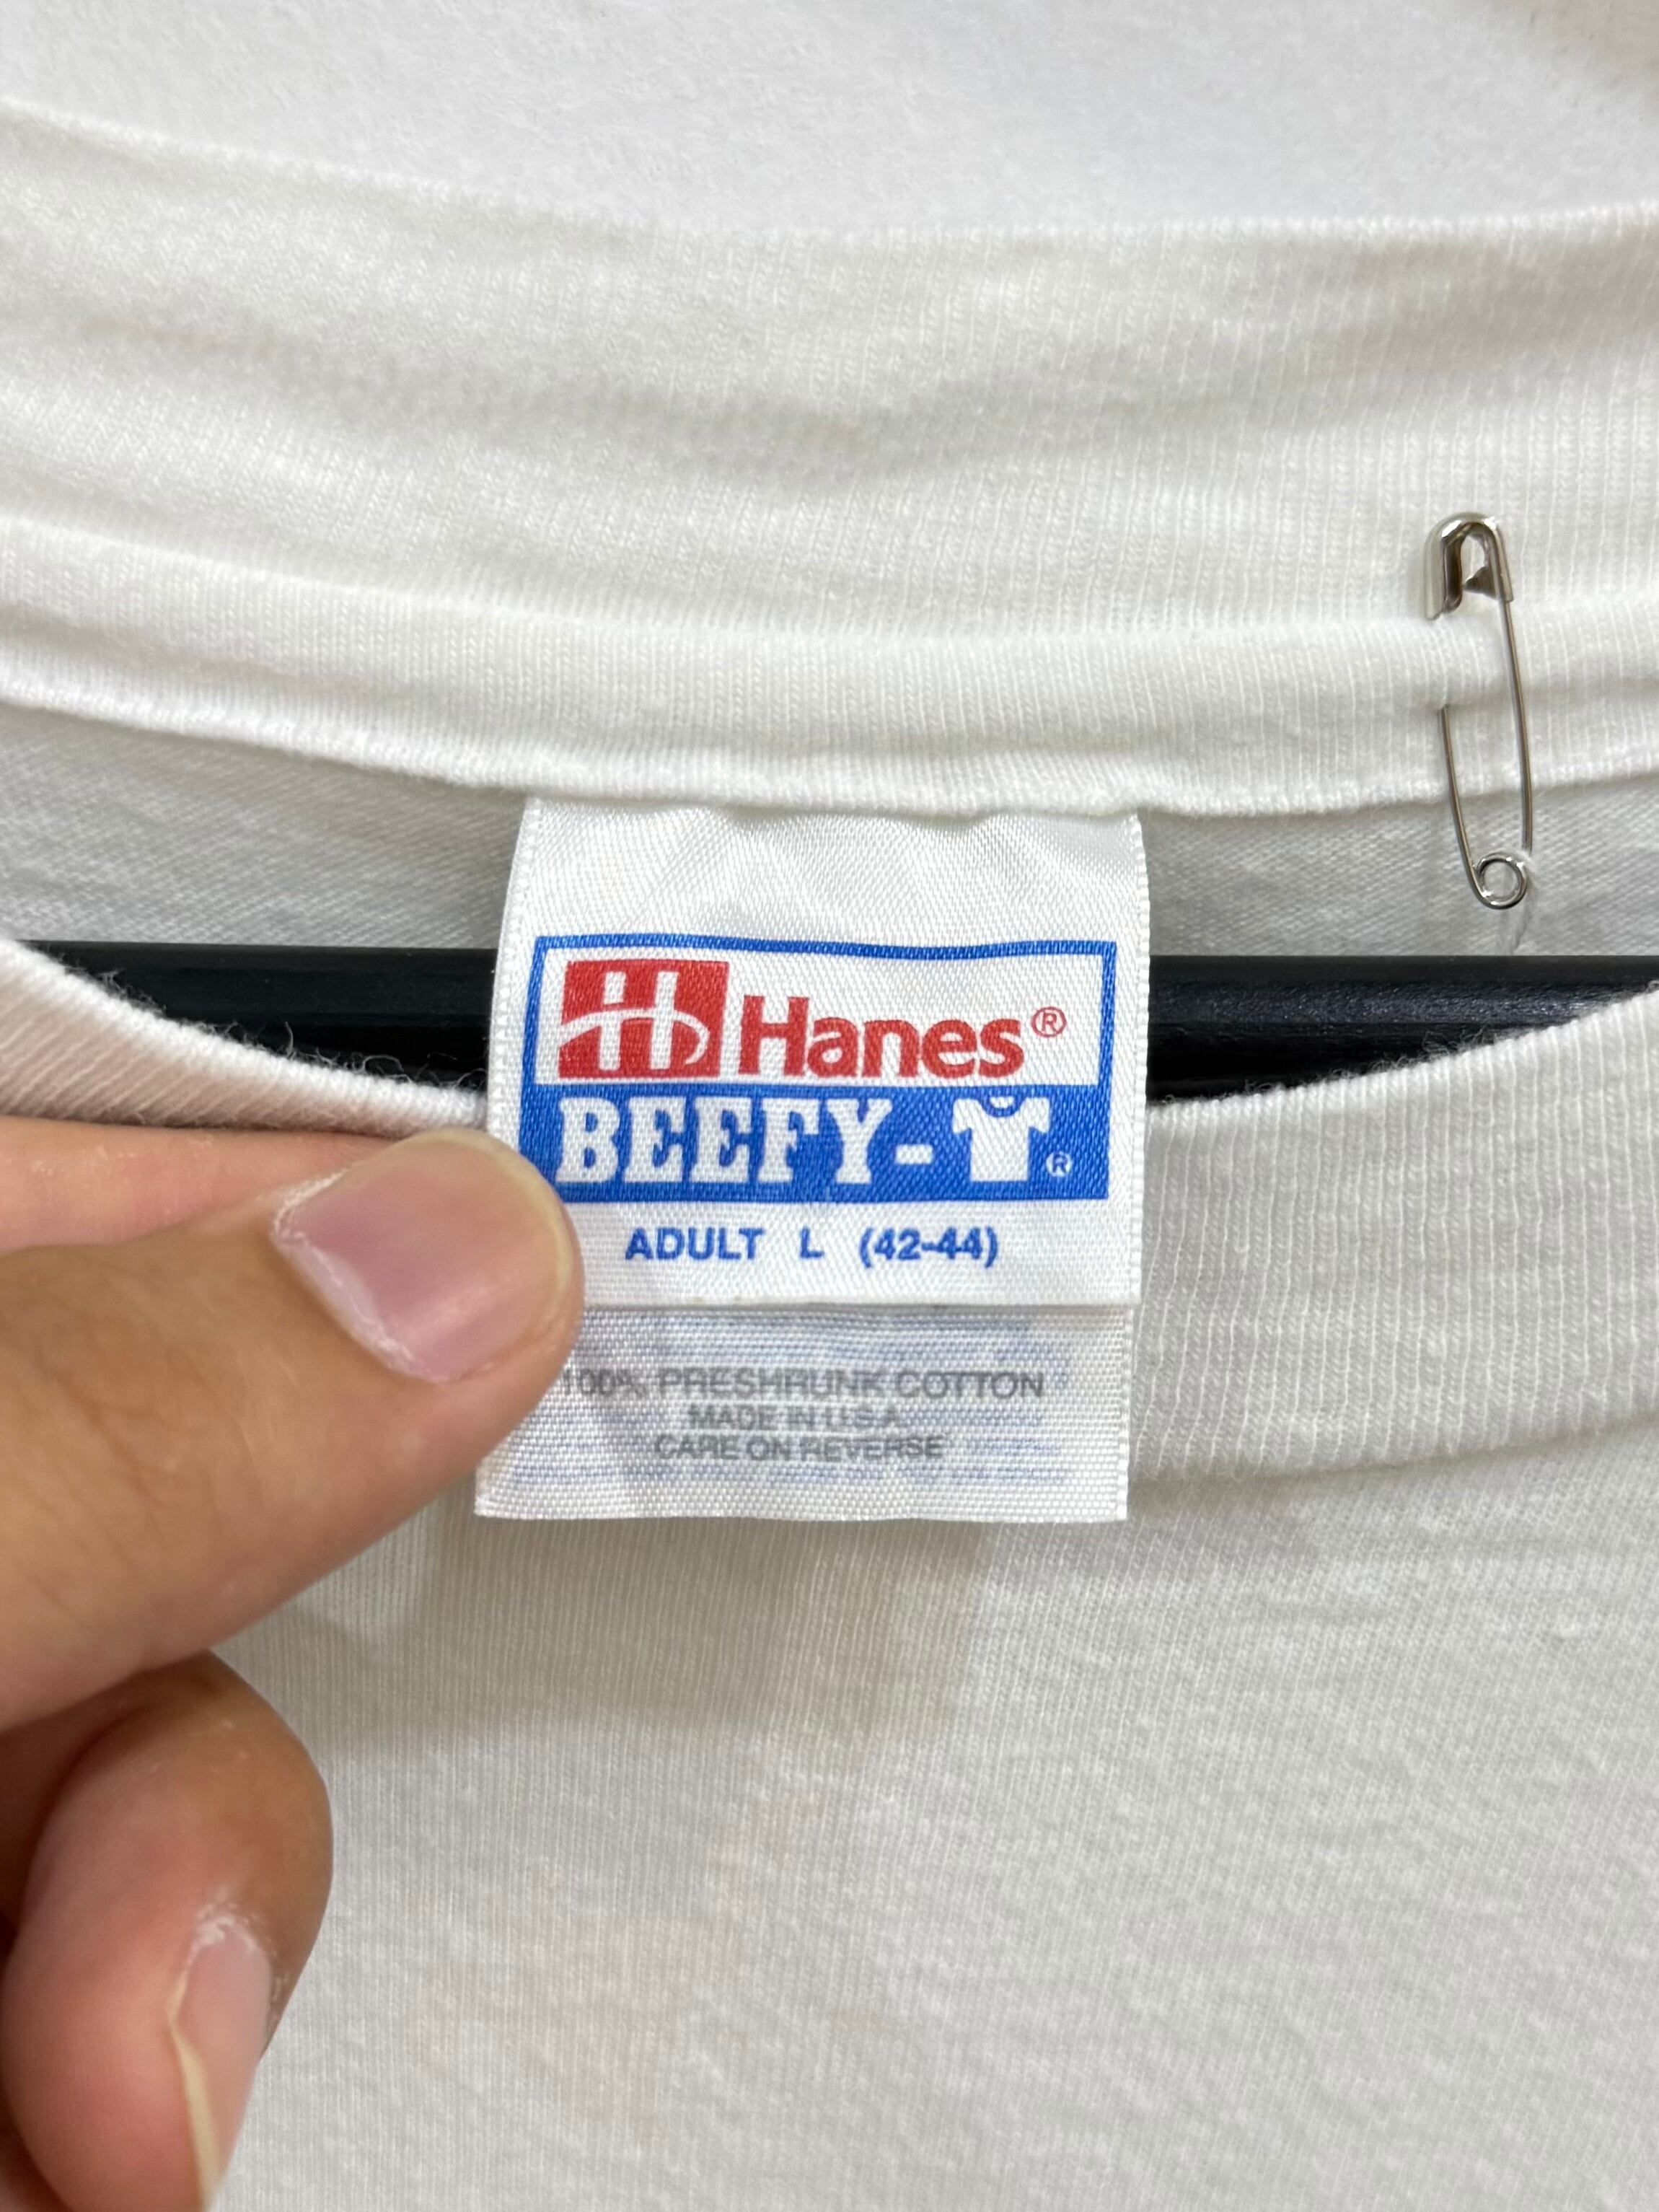 H Hanes®
BEEFY-®
ADULT L (42-44)
100% PRESHRUNK COTTON
MADE IN U.S.A.
CARE ON REVERSE